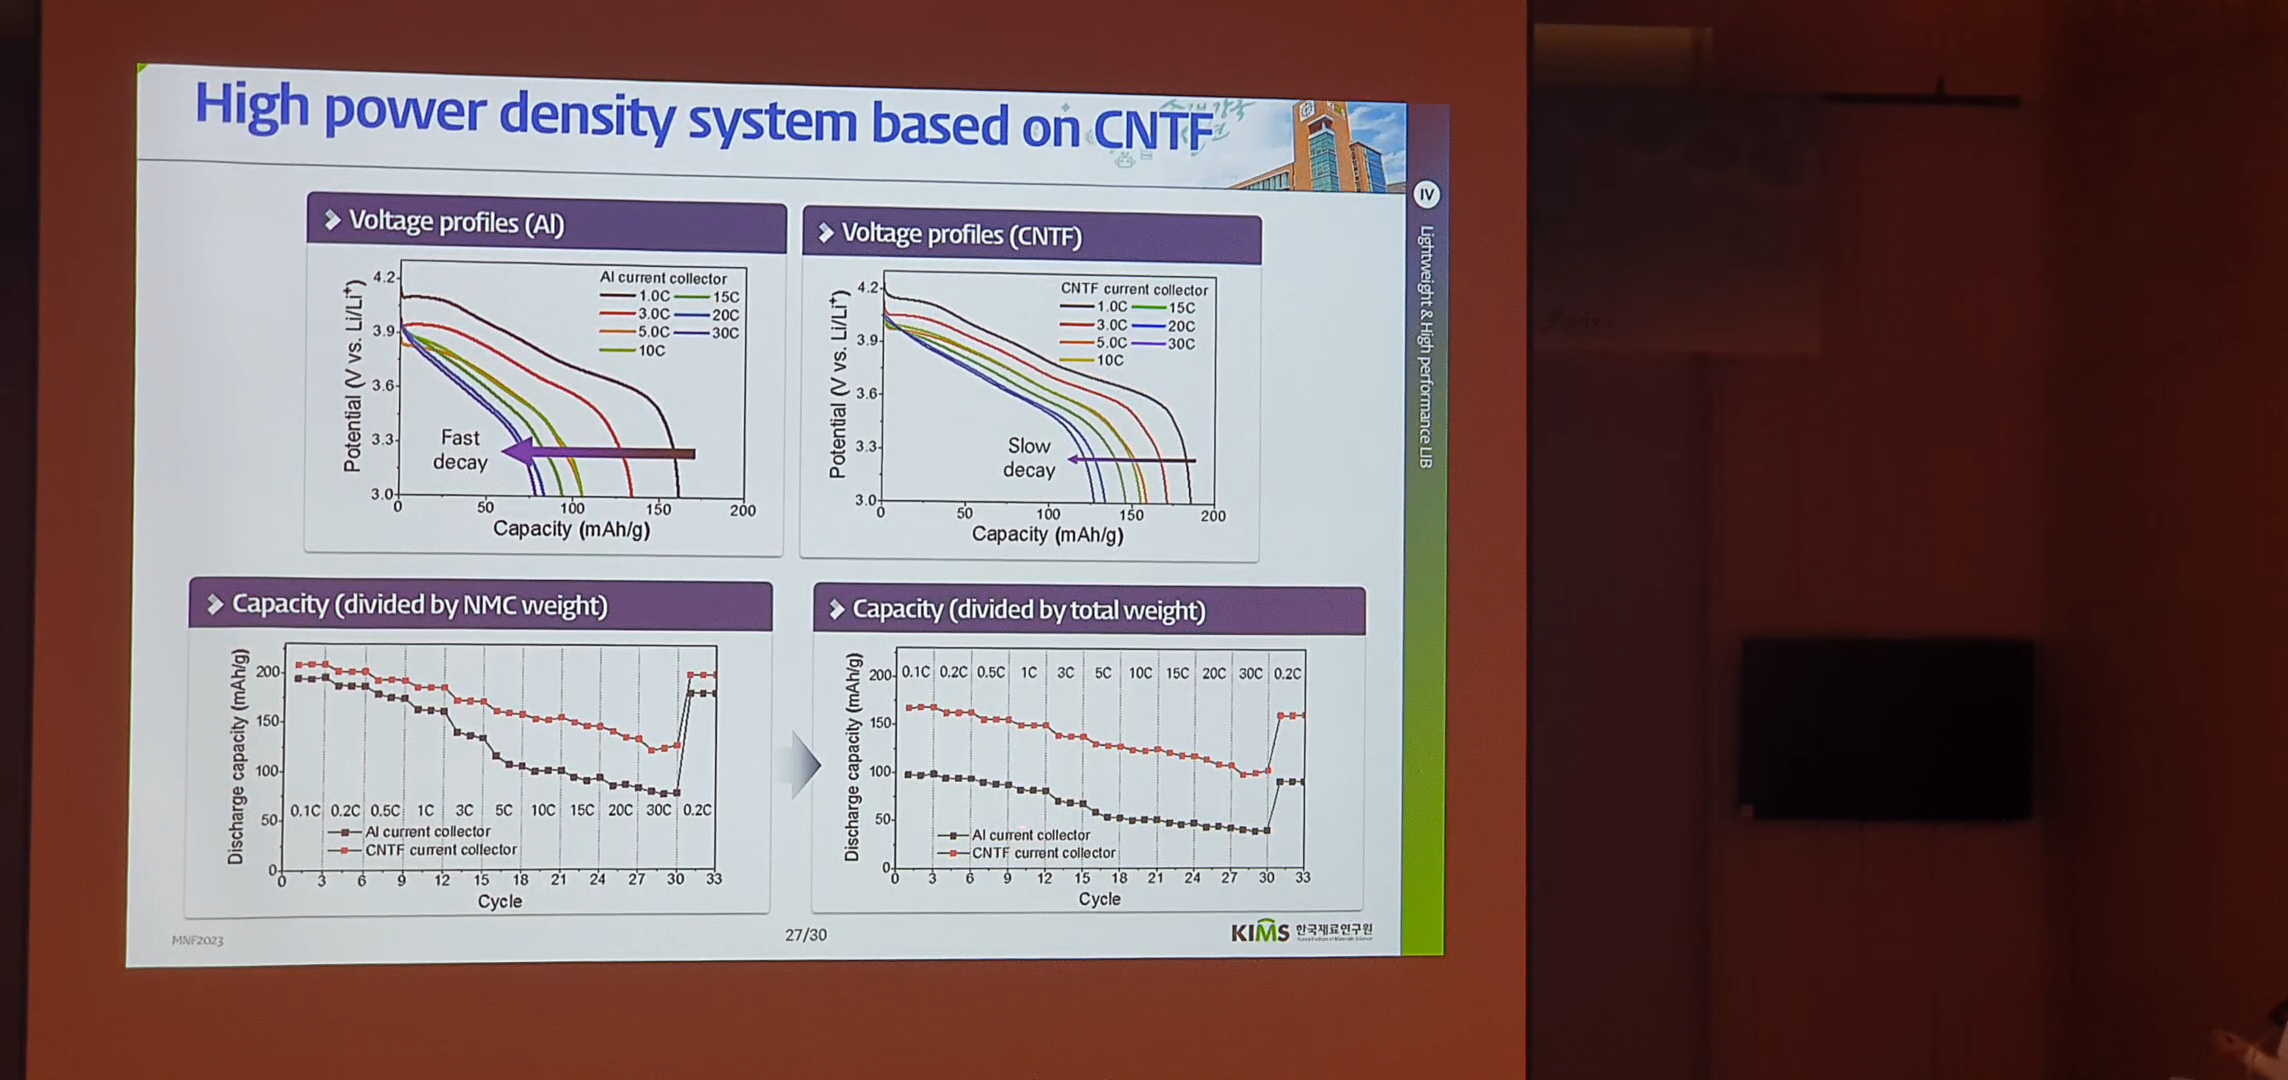 High power density system based on CNTF
IV
Lightweight & High performance LIB
Voltage profiles (Al)
Potential (V vs. Li/Li+)
4.2
3.9
3.6
3.3
3.0
0
50
100
150
200
Capacity (mAh/g)
Al current collector
1.0C
15C
3.0C
20C
5.0C
30C
10C
Fast
decay
Voltage profiles (CNTF)
Potential (V vs. Li/Li+)
4.2
3.9
3.6
3.3
3.0
0
50
100
150
200
Capacity (mAh/g)
CNTF current collector
1.0C
15C
3.0C
20C
5.0C
30C
10C
Slow
decay
Capacity (divided by NMC weight)
Discharge capacity (mAh/g)
200
150
100
50
0
0.1C 0.2C 0.5C 1C 3C 5C 10C 15C 20C 30C 0.2C
Al current collector
CNTF current collector
0 3 6 9 12 15 18 21 24 27 30 33
Cycle
Capacity (divided by total weight)
Discharge capacity (mAh/g)
200
150
100
50
0
0.1C 0.2C 0.5C 1C 3C 5C 10C 15C 20C 30C 0.2C
Al current collector
CNTF current collector
0 3 6 9 12 15 18 21 24 27 30 33
Cycle
MNF2023
27/30
KIMS 한국재료연구원